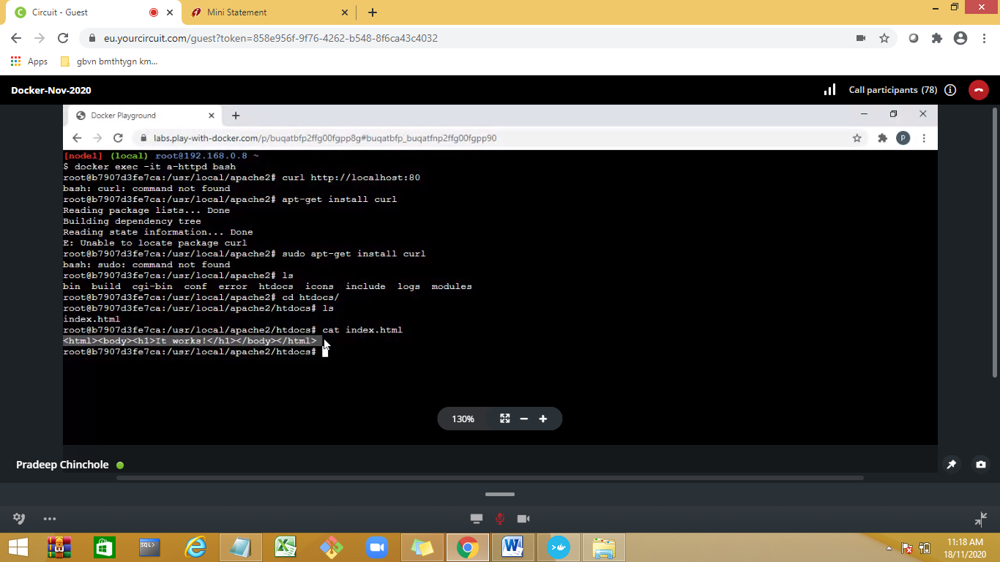 Circuit - Guest
Mini Statement
eu.yourcircuit.com/guest?token=858e956f-9f76-4262-b548-8f6ca43c4032
Apps
gbvn bmthtygn km...
Docker-Nov-2020
Call participants (78)
Docker Playground
labs.play-with-docker.com/p/buqatbfp2ffg00fgpp8g#buqatbfp_buqatfnp2ffg00fgpp90
P
[node1] (local) root@192.168.0.8 ~
$ docker exec -it a-httpd bash
root@b7907d3fe7ca:/usr/local/apache2# curl http://localhost:80
bash: curl: command not found
root@b7907d3fe7ca:/usr/local/apache2# apt-get install curl
Reading package lists... Done
Building dependency tree
Reading state information... Done
E: Unable to locate package curl
root@b7907d3fe7ca:/usr/local/apache2# sudo apt-get install curl
bash: sudo: command not found
root@b7907d3fe7ca:/usr/local/apache2# ls
bin build cgi-bin conf error htdocs icons include logs modules
root@b7907d3fe7ca:/usr/local/apache2# cd htdocs/
root@b7907d3fe7ca:/usr/local/apache2/htdocs# ls
index.html
root@b7907d3fe7ca:/usr/local/apache2/htdocs# cat index.html
<html><body><h1>It works!</h1></body></html>
root@b7907d3fe7ca:/usr/local/apache2/htdocs#
130%
Pradeep Chinchole
SQL>
11:18 AM
18/11/2020